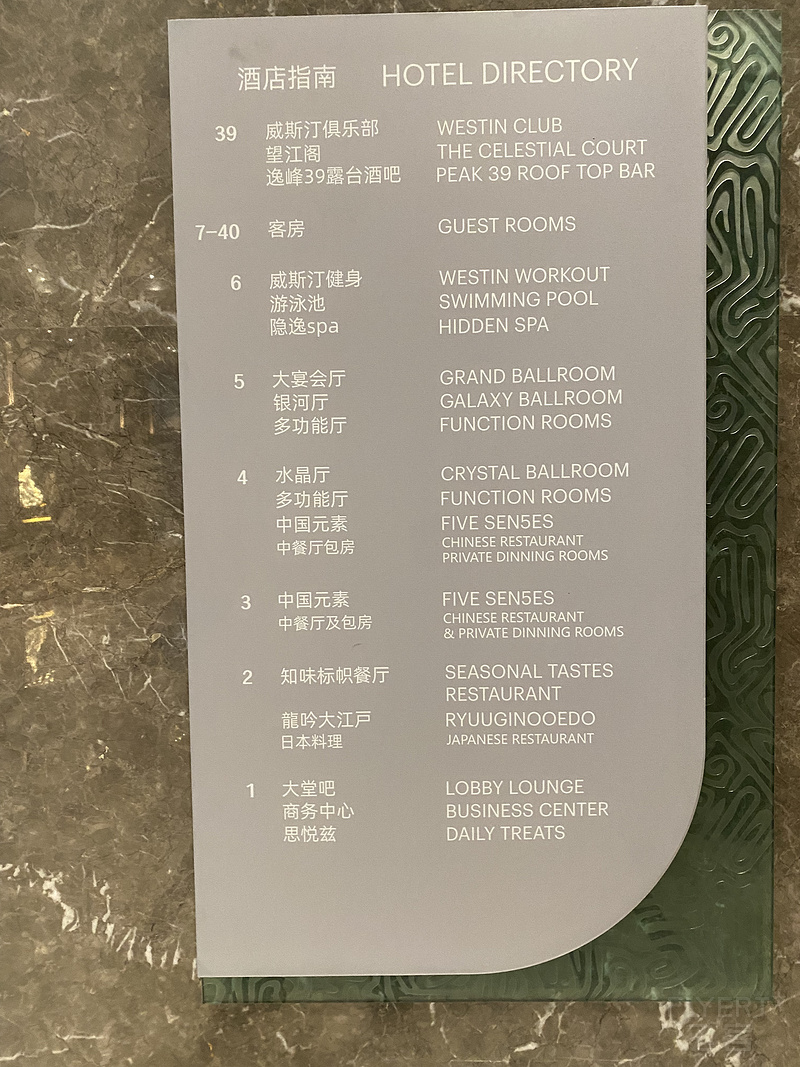 酒店指南 HOTEL DIRECTORY
39 威斯汀俱乐部 WESTIN CLUB
望江阁 THE CELESTIAL COURT
逸峰39露台酒吧 PEAK 39 ROOF TOP BAR
7–40 客房 GUEST ROOMS
6 威斯汀健身 WESTIN WORKOUT
游泳池 SWIMMING POOL
隐逸spa HIDDEN SPA
5 大宴会厅 GRAND BALLROOM
银河厅 GALAXY BALLROOM
多功能厅 FUNCTION ROOMS
4 水晶厅 CRYSTAL BALLROOM
多功能厅 FUNCTION ROOMS
中国元素 FIVE SEN5ES
中餐厅包房 CHINESE RESTAURANT
PRIVATE DINNING ROOMS
3 中国元素 FIVE SEN5ES
中餐厅及包房 CHINESE RESTAURANT
& PRIVATE DINNING ROOMS
2 知味标帜餐厅 SEASONAL TASTES
RESTAURANT
龍吟大江戸 RYUUGINOOEDO
日本料理 JAPANESE RESTAURANT
1 大堂吧 LOBBY LOUNGE
商务中心 BUSINESS CENTER
思悦兹 DAILY TREATS